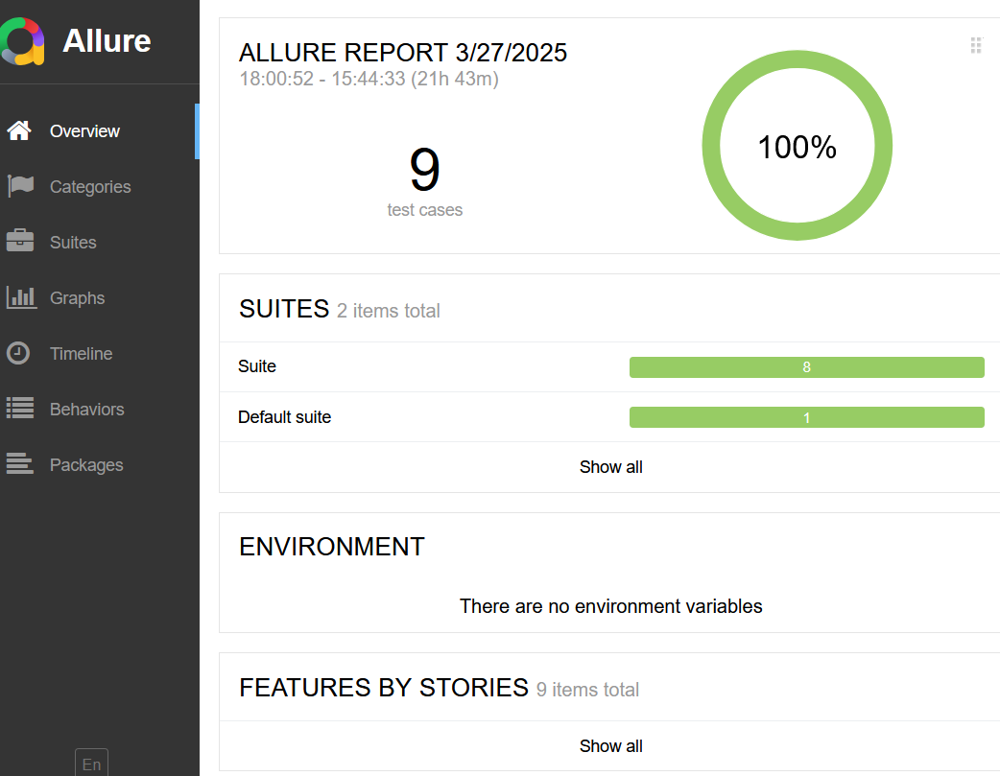 Allure
Overview
Categories
Suites
Graphs
Timeline
Behaviors
Packages
En
ALLURE REPORT 3/27/2025
18:00:52 - 15:44:33 (21h 43m)
9
test cases
100%
SUITES 2 items total
Suite 8
Default suite 1
Show all
ENVIRONMENT
There are no environment variables
FEATURES BY STORIES 9 items total
Show all